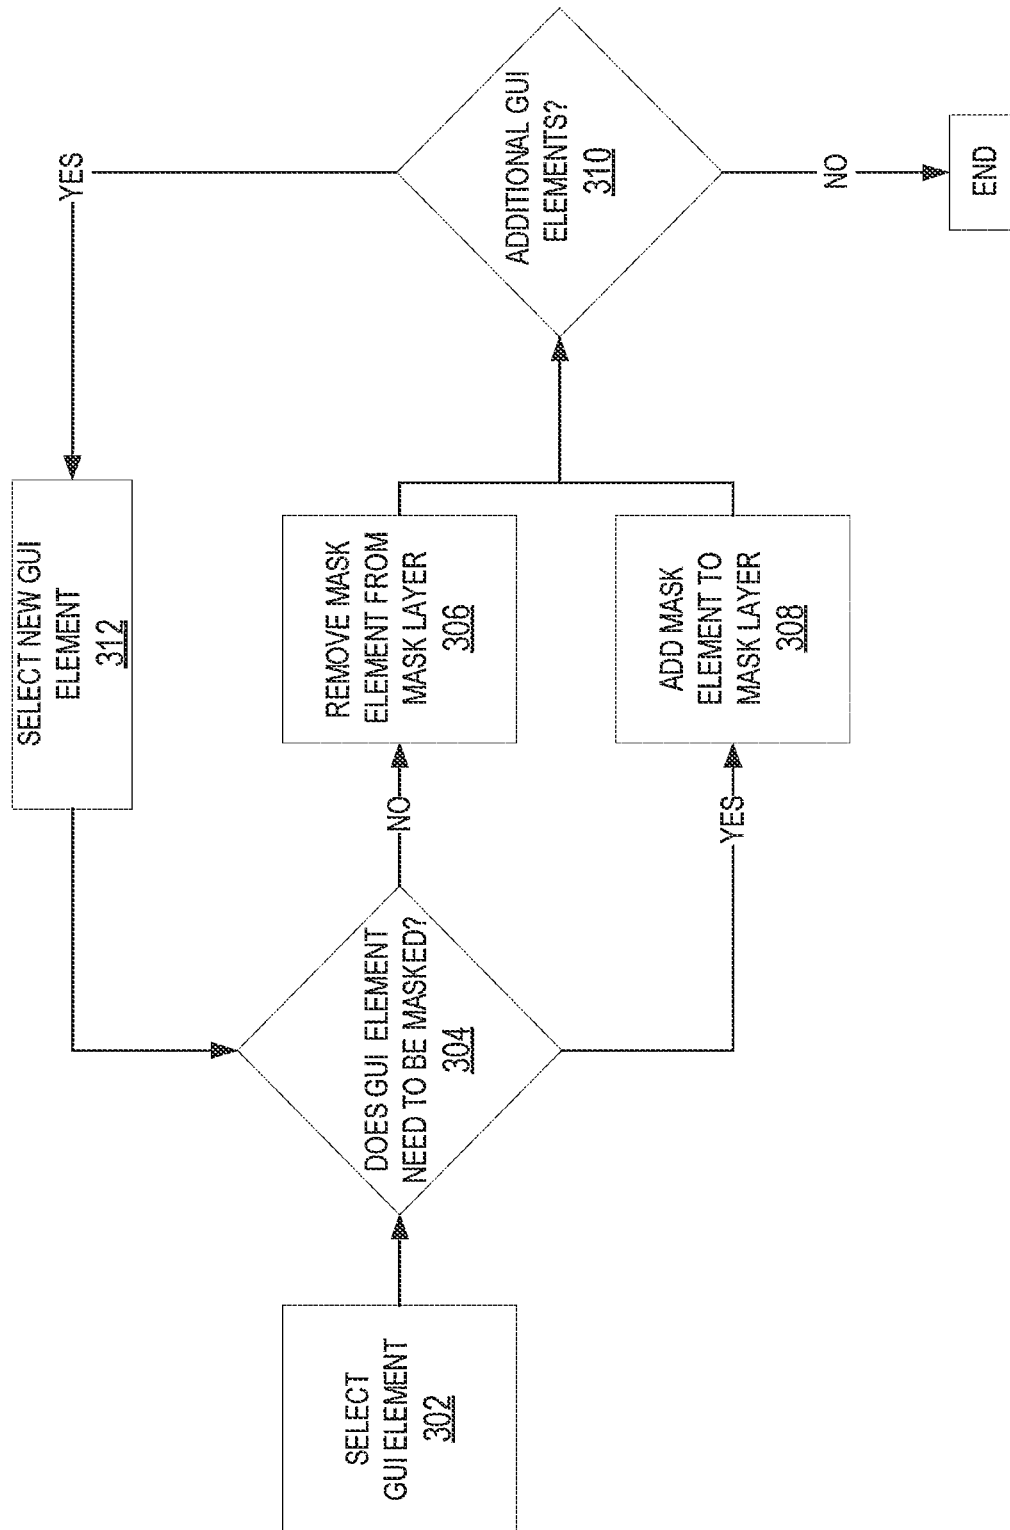 SELECT
GUI ELEMENT
302
DOES GUI ELEMENT
NEED TO BE MASKED?
304
NO
YES
REMOVE MASK
ELEMENT FROM
MASK LAYER
306
ADD MASK
ELEMENT TO
MASK LAYER
308
SELECT NEW GUI
ELEMENT
312
ADDITIONAL GUI
ELEMENTS?
310
YES
NO
END